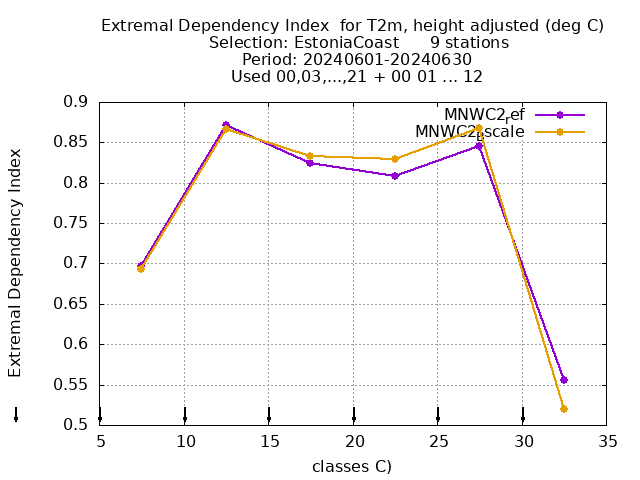 Extremal Dependency Index  for T2m, height adjusted (deg C)
Selection: EstoniaCoast      9 stations
Period: 20240601-20240630
Used 00,03,...,21 + 00 01 ... 12
MNWC2ref
MNWC2pscale
Extremal Dependency Index
0.9
0.85
0.8
0.75
0.7
0.65
0.6
0.55
0.5
5 10 15 20 25 30 35
classes C)